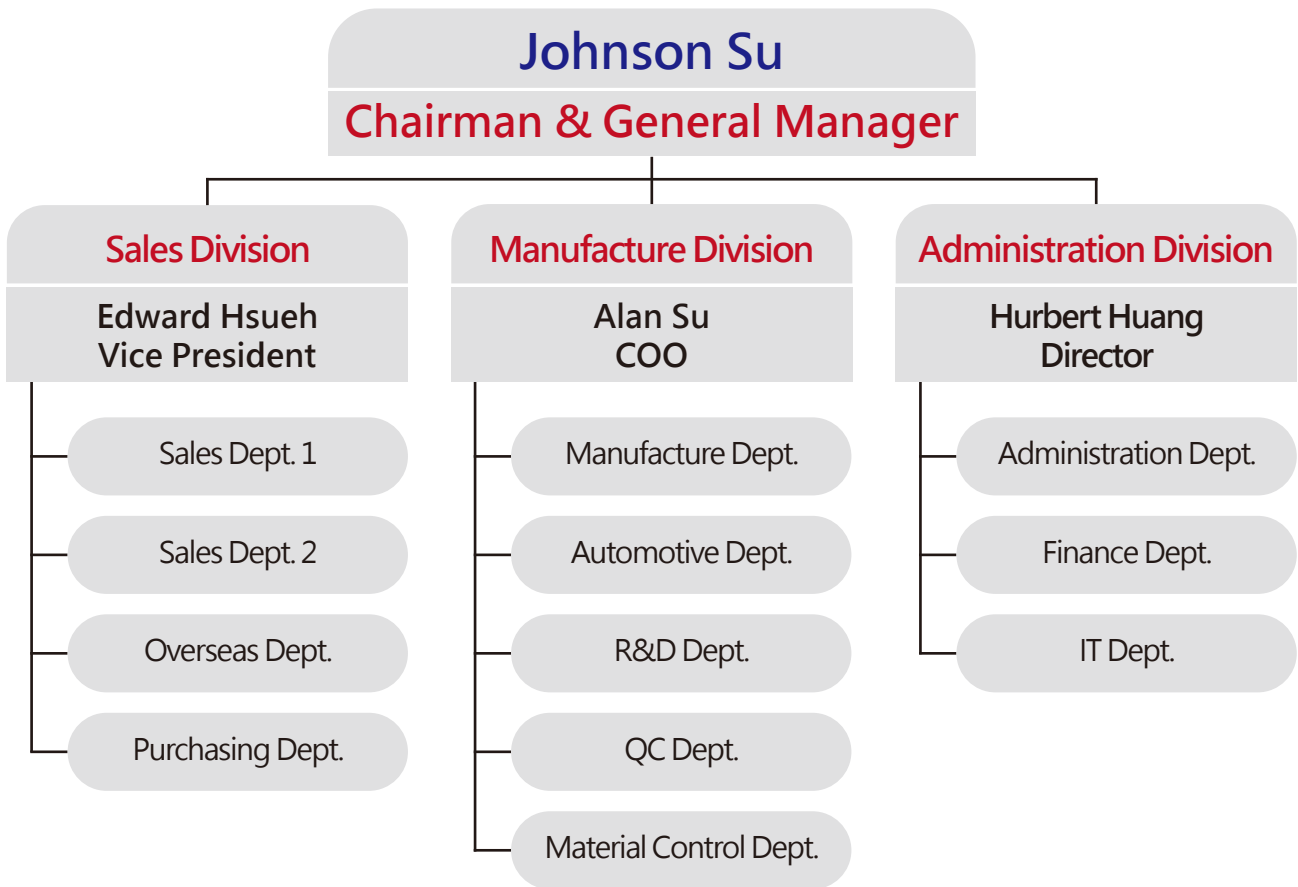 Johnson Su
Chairman & General Manager
Sales Division
Edward Hsueh
Vice President
Sales Dept. 1
Sales Dept. 2
Overseas Dept.
Purchasing Dept.
Manufacture Division
Alan Su
COO
Manufacture Dept.
Automotive Dept.
R&D Dept.
QC Dept.
Material Control Dept.
Administration Division
Hurbert Huang
Director
Administration Dept.
Finance Dept.
IT Dept.